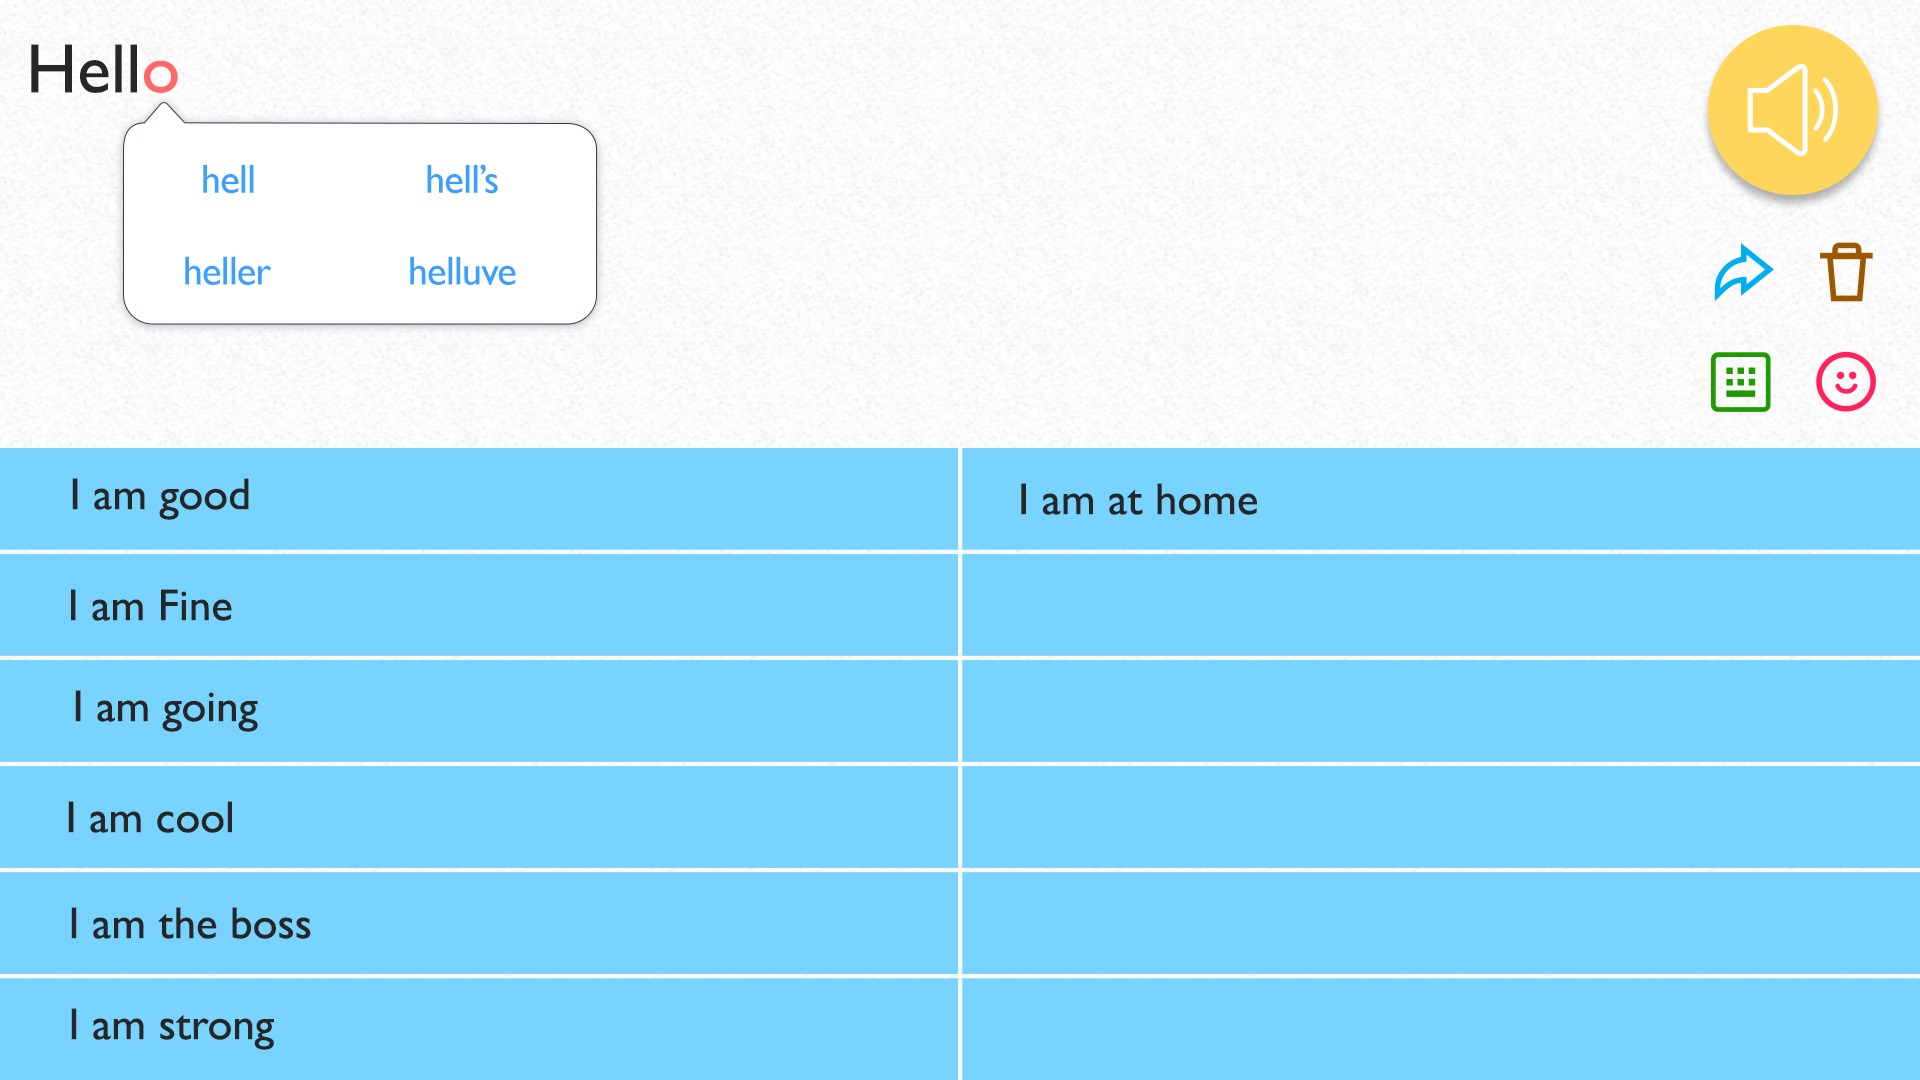 Hello
hell hell's
heller helluve
I am good I am at home
I am Fine
I am going
I am cool
I am the boss
I am strong